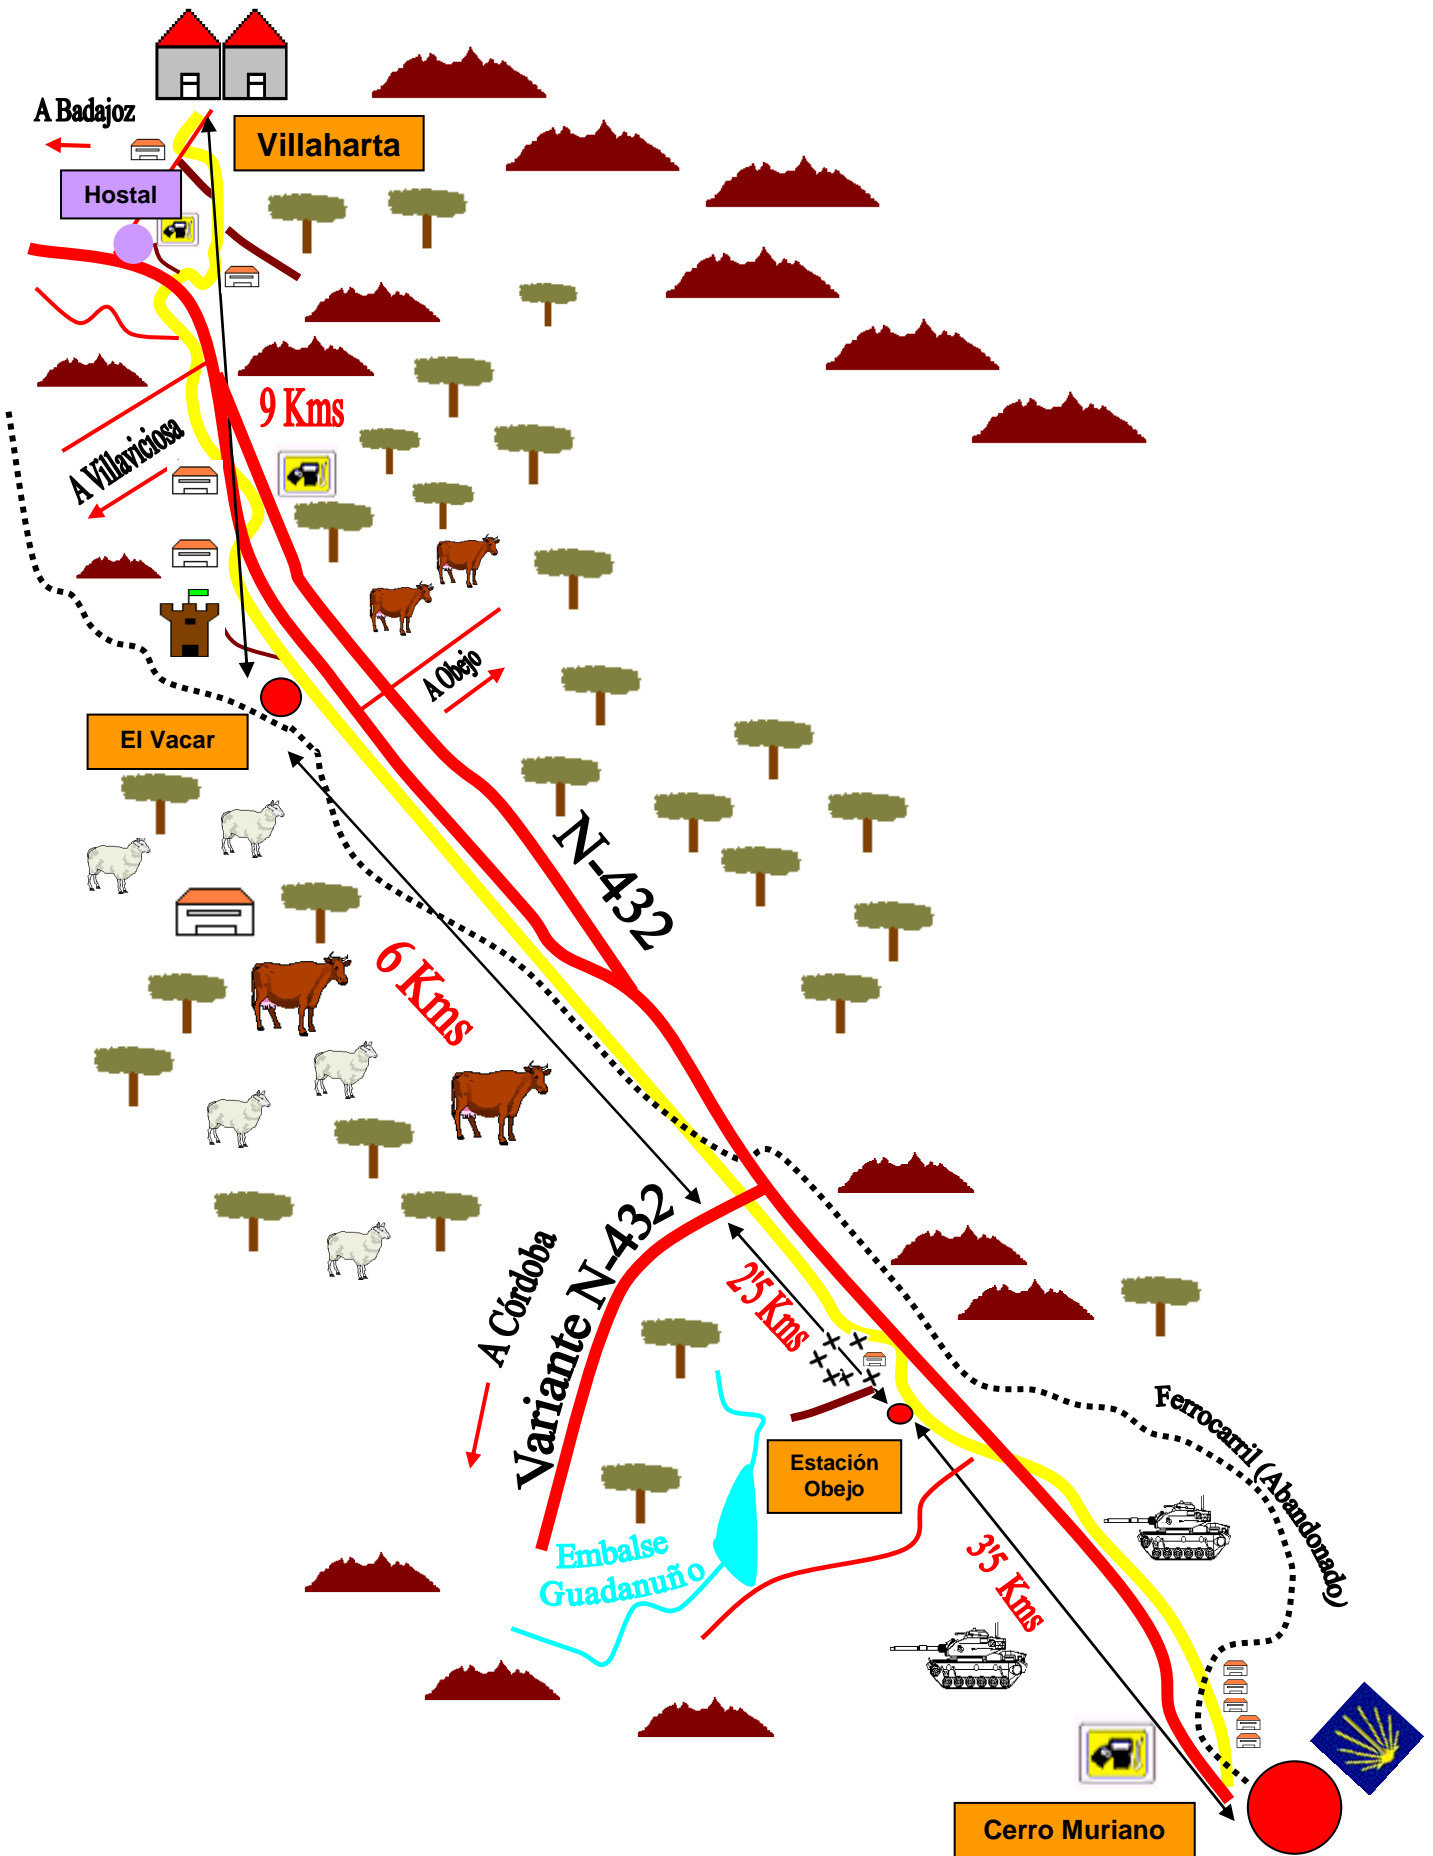 A Badajoz
Villaharta
Hostal
9 Kms
A Villaviciosa
A Obejo
El Vacar
N-432
6 Kms
A Córdoba
Variante N-432
2'5 Kms
Estación
Obejo
Ferrocarril (Abandonado)
Embalse
Guadanuño
3'5 Kms
Cerro Muriano